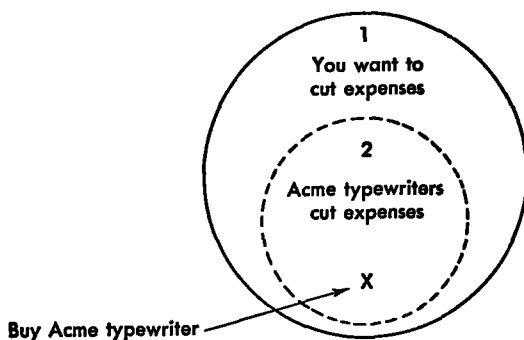 1
You want to
cut expenses
2
Acme typewriters
cut expenses
X
Buy Acme typewriter